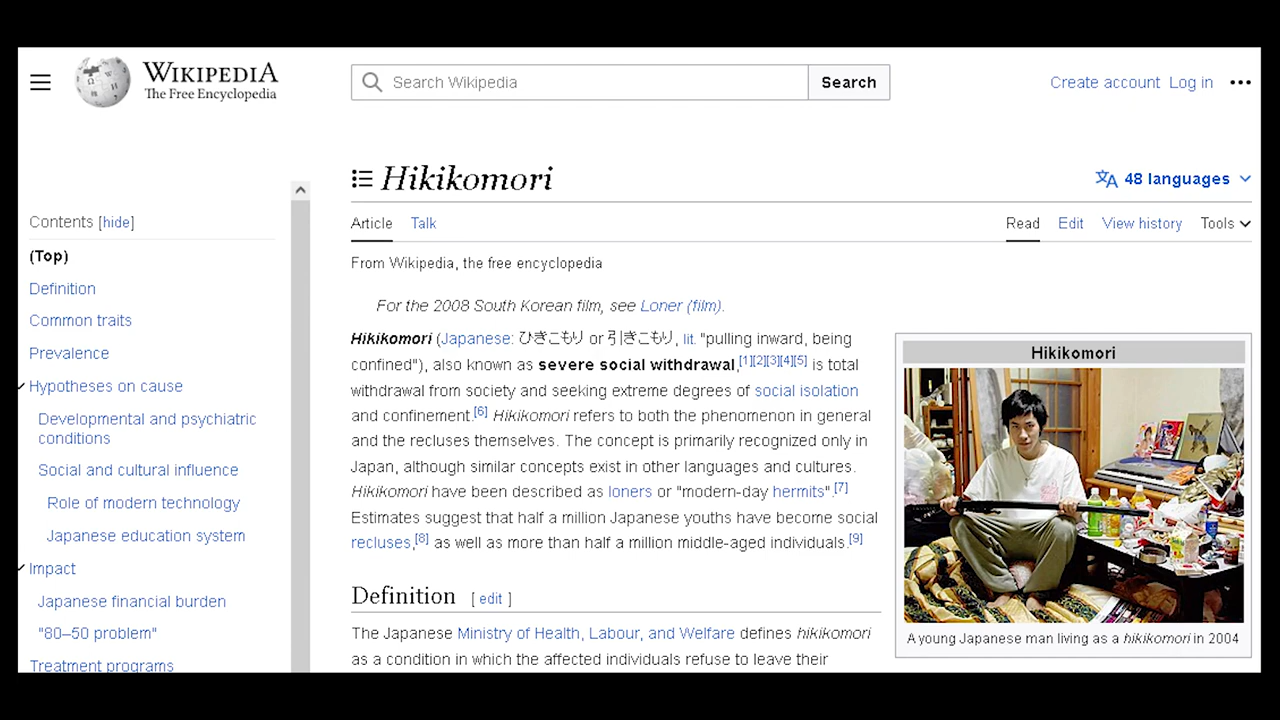 WIKIPEDIA
The Free Encyclopedia
Search Wikipedia
Search
Create account Log in
Contents [hide]
(Top)
Definition
Common traits
Prevalence
Hypotheses on cause
Developmental and psychiatric
conditions
Social and cultural influence
Role of modern technology
Japanese education system
Impact
Japanese financial burden
"80–50 problem"
Treatment programs
Hikikomori
48 languages
Article Talk
Read Edit View history Tools
From Wikipedia, the free encyclopedia
For the 2008 South Korean film, see Loner (film).
Hikikomori (Japanese: ひきこもり or 引きこもり, lit. "pulling inward, being
confined"), also known as severe social withdrawal,[1][2][3][4][5] is total
withdrawal from society and seeking extreme degrees of social isolation
and confinement.[6] Hikikomori refers to both the phenomenon in general
and the recluses themselves. The concept is primarily recognized only in
Japan, although similar concepts exist in other languages and cultures.
Hikikomori have been described as loners or "modern-day hermits".[7]
Estimates suggest that half a million Japanese youths have become social
recluses,[8] as well as more than half a million middle-aged individuals.[9]
Hikikomori
A young Japanese man living as a hikikomori in 2004
Definition [ edit ]
The Japanese Ministry of Health, Labour, and Welfare defines hikikomori
as a condition in which the affected individuals refuse to leave their